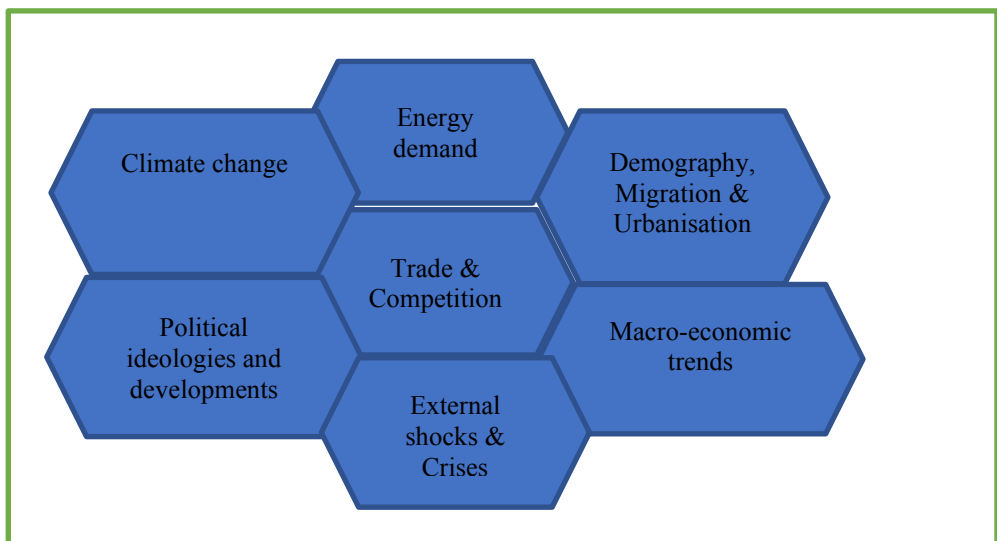 Climate change
Energy
demand
Demography,
Migration &
Urbanisation
Trade &
Competition
Political
ideologies and
developments
Macro-economic
trends
External
shocks &
Crises